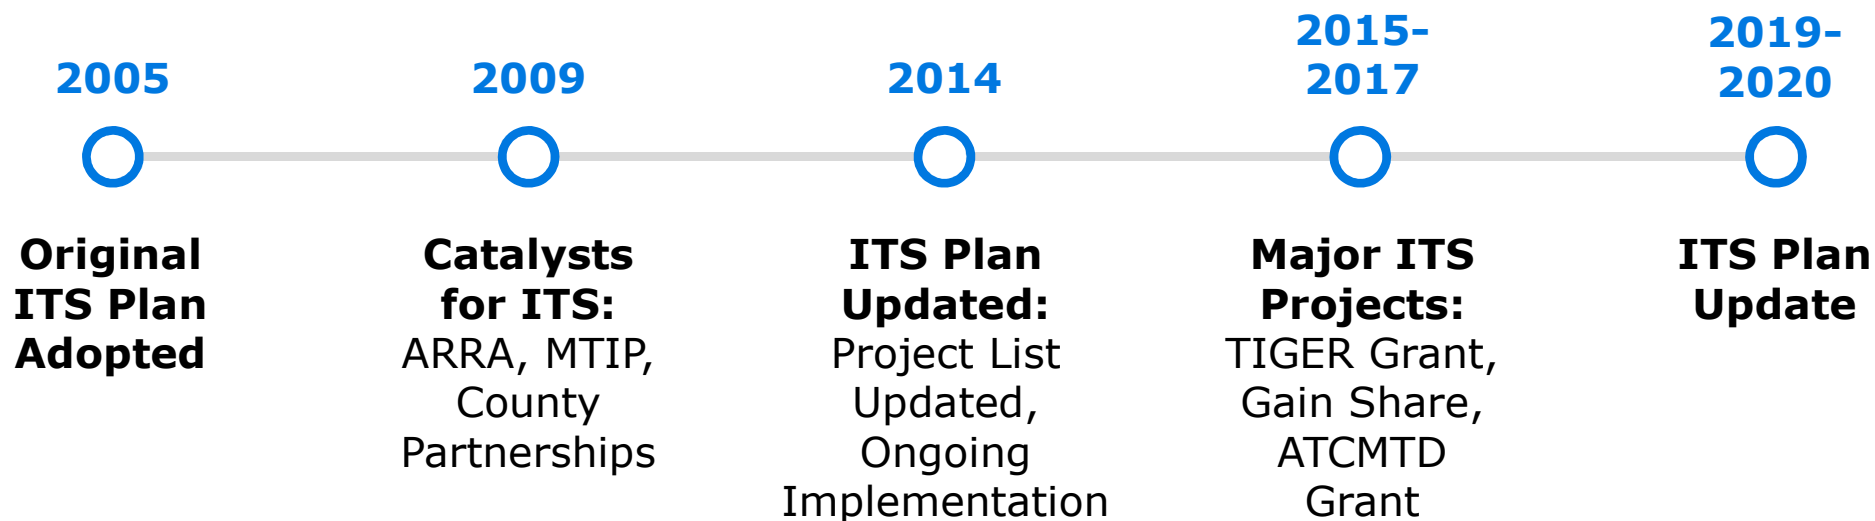 2005
Original
ITS Plan
Adopted
2009
Catalysts
for ITS:
ARRA, MTIP,
County
Partnerships
2014
ITS Plan
Updated:
Project List
Updated,
Ongoing
Implementation
2015-
2017
Major ITS
Projects:
TIGER Grant,
Gain Share,
ATCMTD
Grant
2019-
2020
ITS Plan
Update